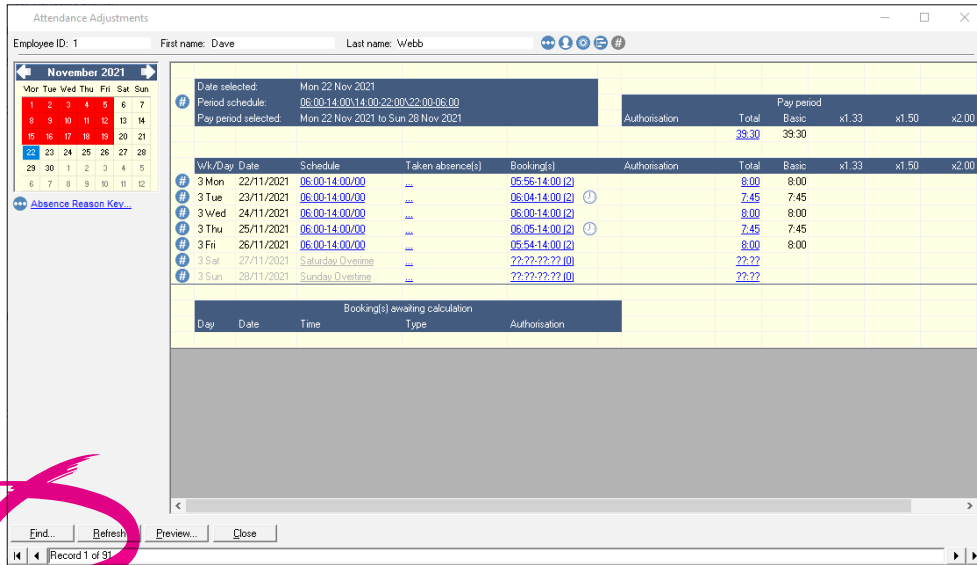 Attendance Adjustments
Employee ID: 1 First name: Dave Last name: Webb
November 2021
Mor Tue Wed Thu Fri Sat Sun
1 2 3 4 5 6 7
8 9 10 11 12 13 14
15 16 17 18 19 20 21
22 23 24 25 26 27 28
29 30 1 2 3 4 5
6 7 8 9 10 11 12
Absence Reason Key...
Date selected: Mon 22 Nov 2021
# Period schedule: 06:00-14:00\14:00-22:00\22:00-06:00
Pay period selected: Mon 22 Nov 2021 to Sun 28 Nov 2021
Pay period
Authorisation Total Basic x1.33 x1.50 x2.00
39:30 39:30
Wk/Day Date Schedule Taken absence(s) Booking(s) Authorisation Total Basic x1.33 x1.50 x2.00
# 3 Mon 22/11/2021 06:00-14:00/00 ... 05:56-14:00 (2) 8:00 8:00
# 3 Tue 23/11/2021 06:00-14:00/00 ... 06:04-14:00 (2) 7:45 7:45
# 3 Wed 24/11/2021 06:00-14:00/00 ... 06:00-14:00 (2) 8:00 8:00
# 3 Thu 25/11/2021 06:00-14:00/00 ... 06:05-14:00 (2) 7:45 7:45
# 3 Fri 26/11/2021 06:00-14:00/00 ... 05:54-14:00 (2) 8:00 8:00
# 3 Sat 27/11/2021 Saturday Overime ... ??:??-??:?? (0) ??:??
# 3 Sun 28/11/2021 Sunday Overtime ... ??:??-??:?? (0) ??:??
Booking(s) awaiting calculation
Day Date Time Type Authorisation
Find... Refresh Preview... Close
Record 1 of 91